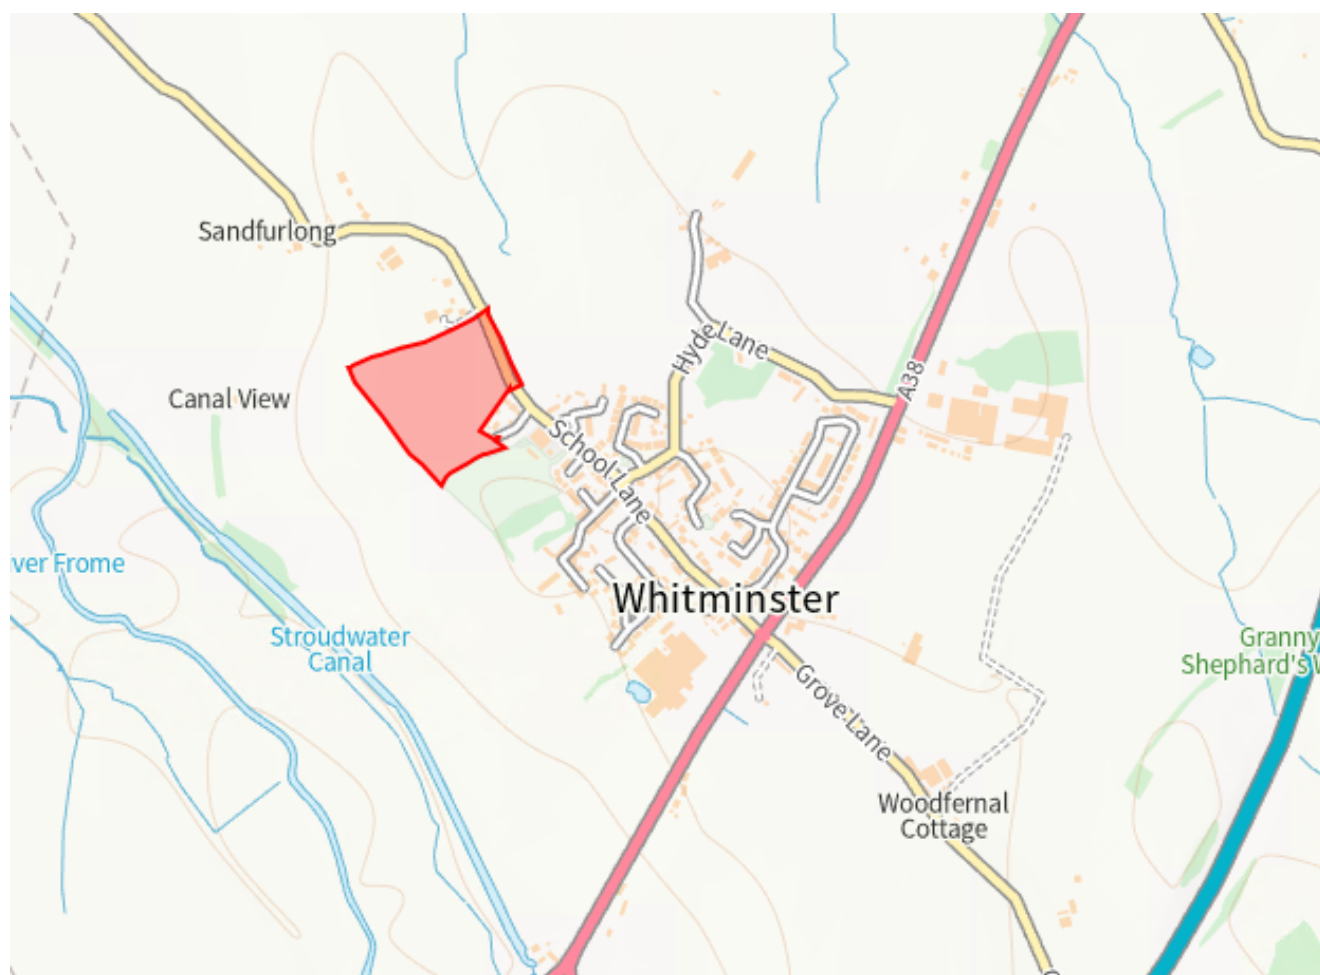 Sandfurlong
Hyde Lane
A38
Canal View
School Lane
ver Frome
Whitminster
Stroudwater
Canal
Granny
Shephard's W
Grove Lane
Woodfernal
Cottage